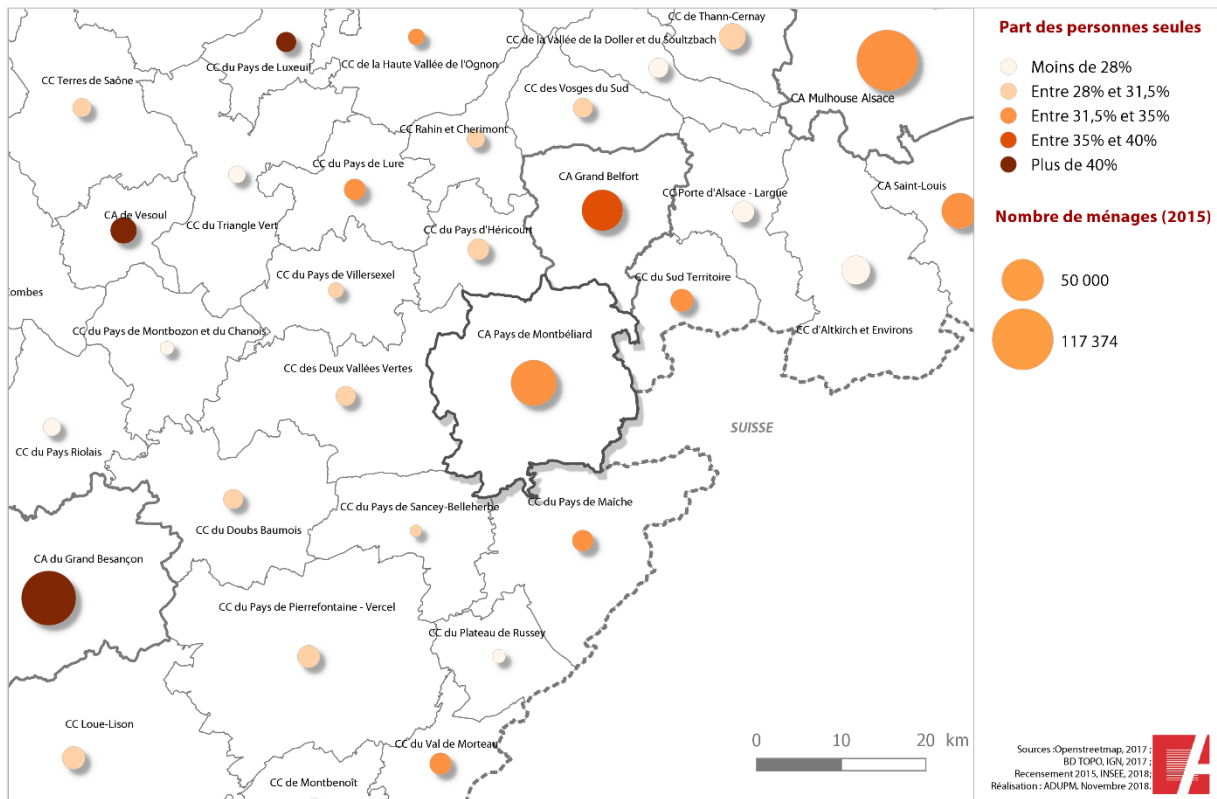 CC de Thann-Cernay
CC de la Vallée de la Doller et du Soultzbach
CC du Pays de Luxeuil
CC de la Haute Vallée de l'Ognon
CC Terres de Saône
CC des Vosges du Sud
CA Mulhouse Alsace
CC Rahin et Cherimont
CC du Pays de Lure
CA Grand Belfort
CC Porte d'Alsace - Largue
CA Saint-Louis
CA de Vesoul
CC du Triangle Vert
CC du Pays d'Héricourt
CC du Pays de Villersexel
CC du Sud Territoire
ombes
CC du Pays de Montbozon et du Chanois
CA Pays de Montbéliard
CC d'Altkirch et Environs
CC des Deux Vallées Vertes
SUISSE
CC du Pays Riolais
CC du Pays de Sancey-Belleherbe
CC du Pays de Maîche
CC du Doubs Baumois
CA du Grand Besançon
CC du Pays de Pierrefontaine - Vercel
CC du Plateau de Russey
CC Loue-Lison
CC du Val de Morteau
CC de Montbenoît
0 10 20 km
Part des personnes seules
Moins de 28%
Entre 28% et 31,5%
Entre 31,5% et 35%
Entre 35% et 40%
Plus de 40%
Nombre de ménages (2015)
50 000
117 374
Sources :Openstreetmap, 2017 ;
BD TOPO, IGN, 2017 ;
Recensement 2015, INSEE, 2018;
Réalisation : ADUPM, Novembre 2018.